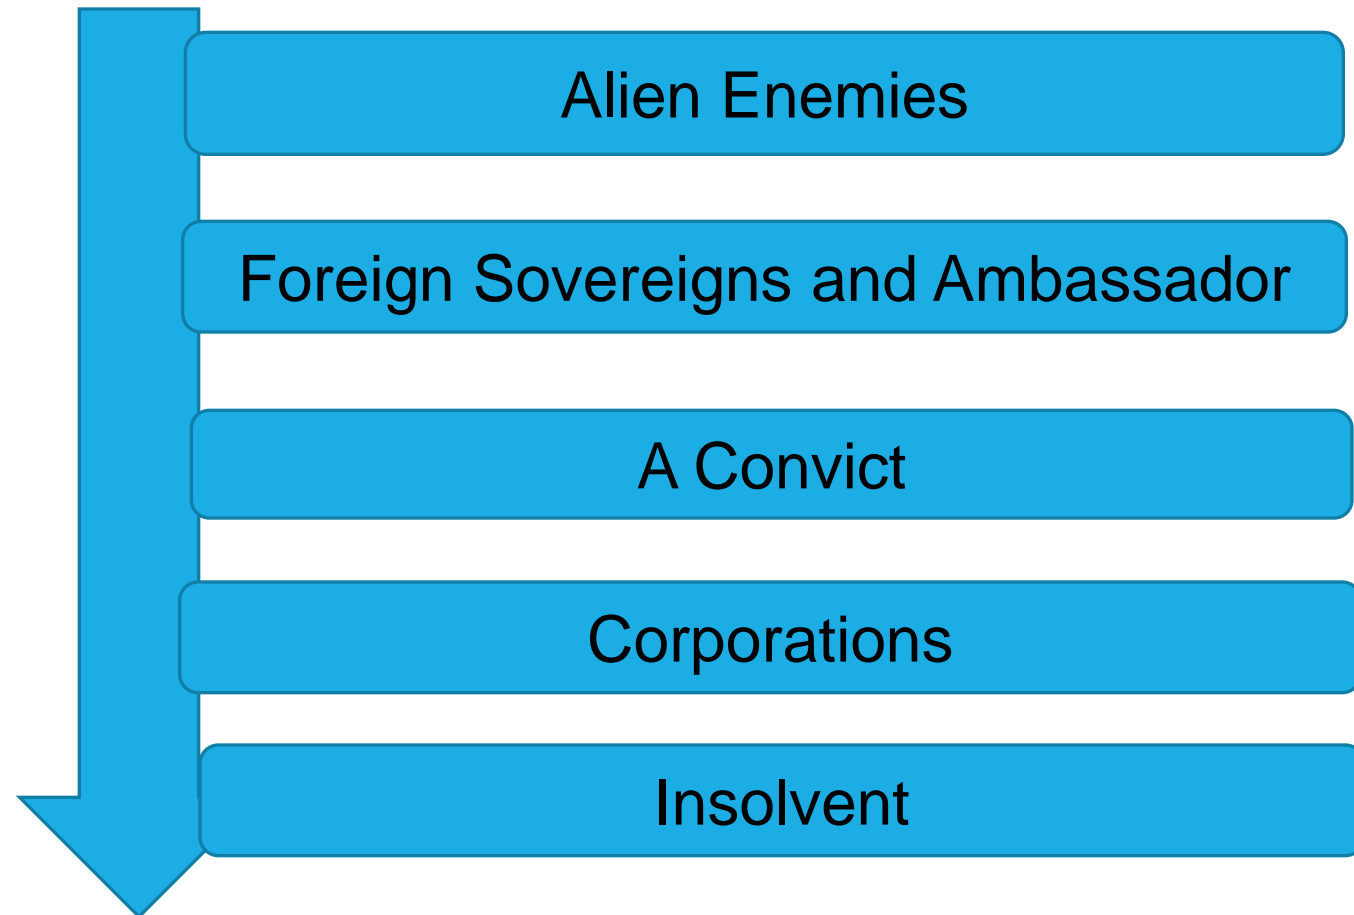 Alien Enemies
Foreign Sovereigns and Ambassador
A Convict
Corporations
Insolvent